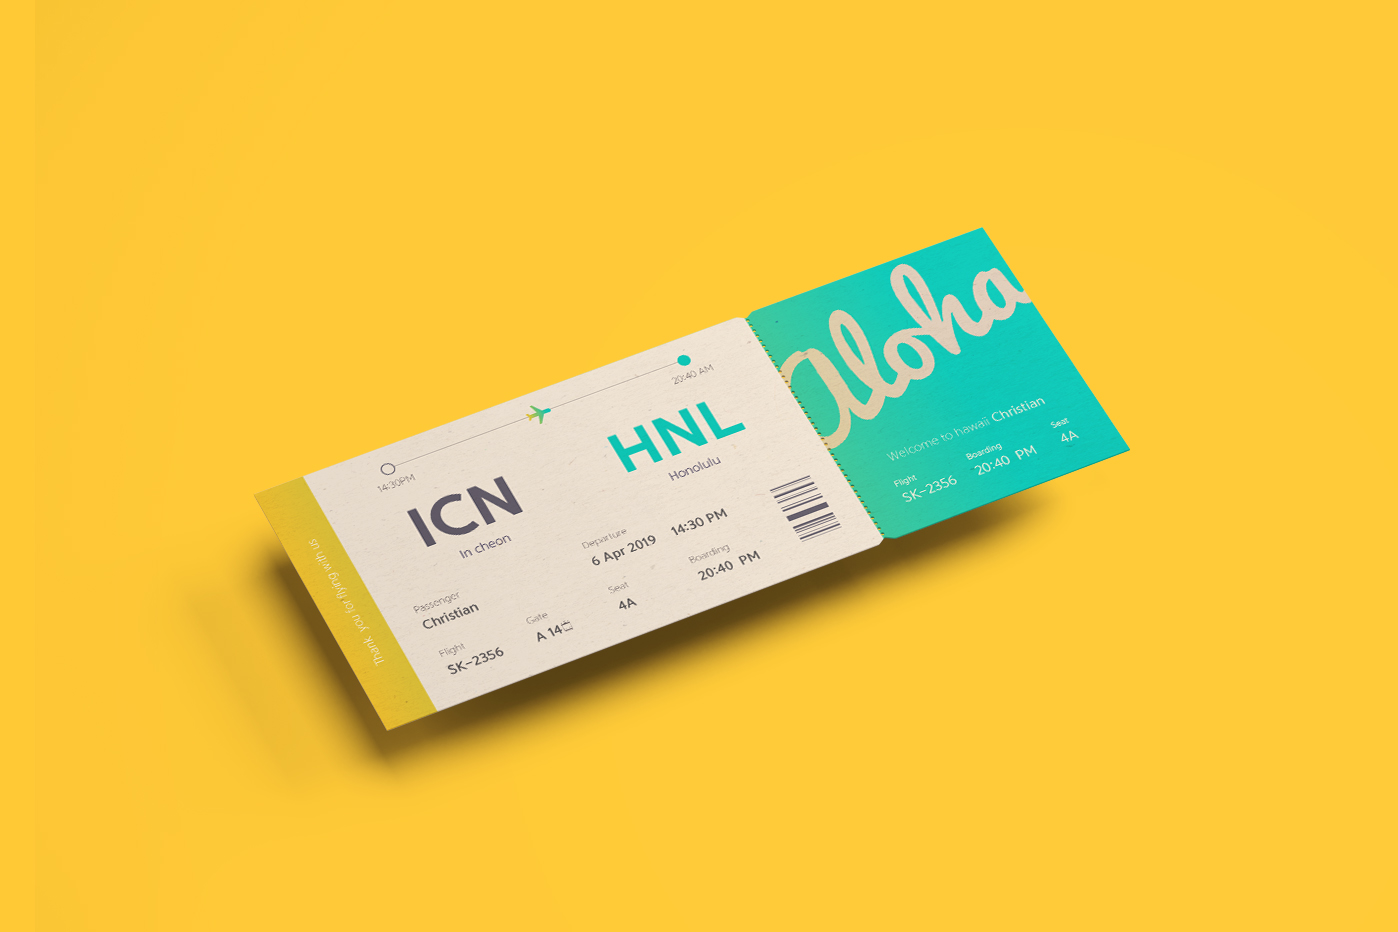 Thank you for flying with us
14:30PM
20:40 AM
ICN
In cheon
HNL
Honolulu
Departure
6 Apr 2019 14:30 PM
Passenger
Christian
Gate
A 14
Seat
4A
Boarding
20:40 PM
Flight
SK-2356
Aloha
Welcome to hawaii Christian
Flight
SK-2356
Boarding
20:40 PM
Seat
4A